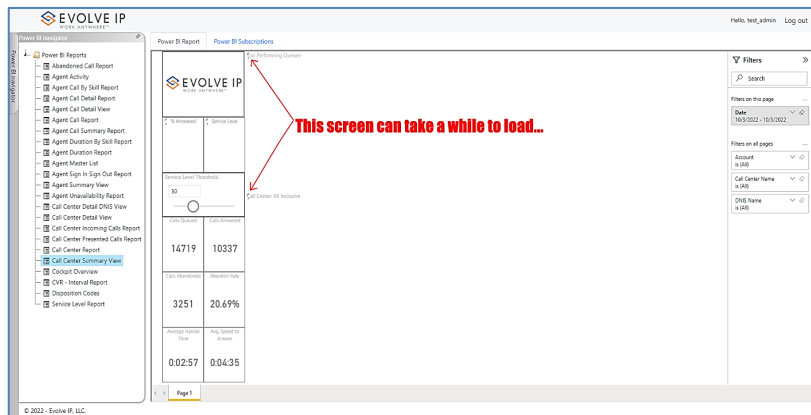 EVOLVE IP
WORK ANYWHERE™
Hello, test_admin Log out
Power BI navigator
Power BI navigator
Power BI Reports
Abandoned Call Report
Agent Activity
Agent Call By Skill Report
Agent Call Detail Report
Agent Call Detail View
Agent Call Report
Agent Call Summary Report
Agent Duration By Skill Report
Agent Duration Report
Agent Master List
Agent Sign In Sign Out Report
Agent Summary View
Agent Unavailability Report
Call Center Detail DNIS View
Call Center Detail View
Call Center Incoming Calls Report
Call Center Presented Calls Report
Call Center Report
Call Center Summary View
Cockpit Overview
CVR - Interval Report
Disposition Codes
Service Level Report
Power BI Report Power BI Subscriptions
EVOLVE IP
WORK ANYWHERE™
Top Performing Queues
% Answered Service Level
This screen can take a while to load...
Service Level Threshold
Call Center All Inclusive
Calls Queued Calls Answered
14719 10337
Calls Abandoned Abandon Rate
3251 20.69%
Average Handle Time
Avg. Speed to Answer
0:02:57 0:04:35
Page 1
Filters
Search
Filters on this page
Date
10/3/2022 - 10/3/2022
Filters on all pages
Account
is (All)
Call Center Name
is (All)
DNIS Name
is (All)
© 2022 - Evolve IP, LLC.